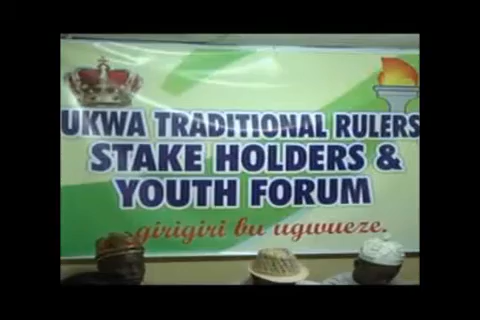 UKWA TRADITIONAL RULERS
STAKE HOLDERS &
YOUTH FORUM
girigiri bu ugwueze.